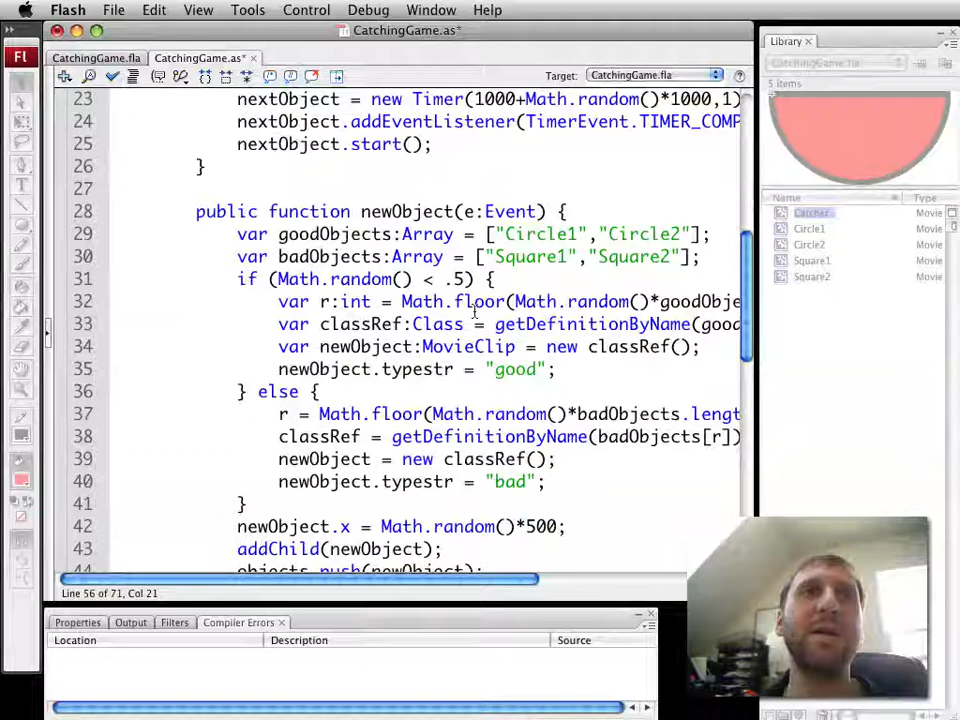 Flash File Edit View Tools Control Debug Window Help
CatchingGame.as*
Fl
CatchingGame.fla CatchingGame.as*
Target: CatchingGame.fla
23 nextObject = new Timer(1000+Math.random()*1000,1)
24 nextObject.addEventListener(TimerEvent.TIMER_COMP
25 nextObject.start();
26 }
27
28 public function newObject(e:Event) {
29 var goodObjects:Array = ["Circle1","Circle2"];
30 var badObjects:Array = ["Square1","Square2"];
31 if (Math.random() < .5) {
32 var r:int = Math.floor(Math.random()*goodObje
33 var classRef:Class = getDefinitionByName(good
34 var newObject:MovieClip = new classRef();
35 newObject.typestr = "good";
36 } else {
37 r = Math.floor(Math.random()*badObjects.lengt
38 classRef = getDefinitionByName(badObjects[r])
39 newObject = new classRef();
40 newObject.typestr = "bad";
41 }
42 newObject.x = Math.random()*500;
43 addChild(newObject);
44 objects.push(newObject);
Line 56 of 71, Col 21
Properties Output Filters Compiler Errors
Location Description Source
Library
CatchingGame.fla
5 items
Name Type
Catcher Movie
Circle1 Movie
Circle2 Movie
Square1 Movie
Square2 Movie